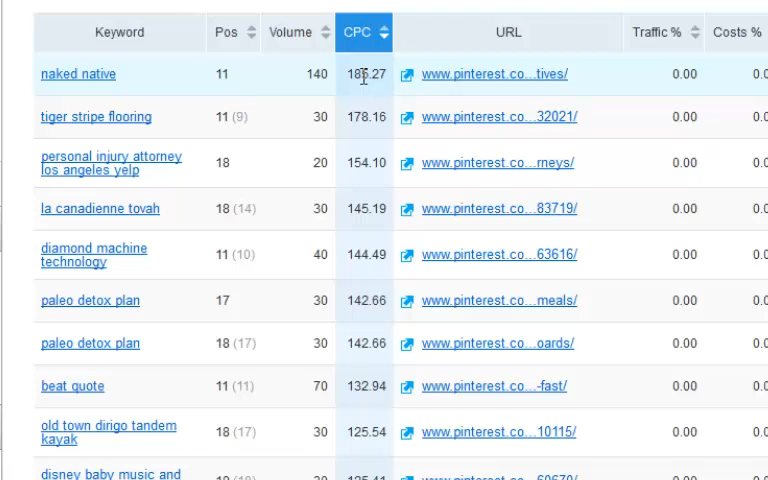 Keyword Pos Volume CPC URL Traffic % Costs %
naked native 11 140 www.pinterest.co...tives/ 0.00
tiger stripe flooring 11 (9) 30 178.16 www.pinterest.co...32021/ 0.00
personal injury attorney
los angeles yelp 18 20 154.10 www.pinterest.co...rneys/ 0.00
la canadienne tovah 18 (14) 30 145.19 www.pinterest.co...83719/ 0.00
diamond machine
technology 11 (10) 40 144.49 www.pinterest.co...63616/ 0.00
paleo detox plan 17 30 142.66 www.pinterest.co...meals/ 0.00
paleo detox plan 18 (17) 30 142.66 www.pinterest.co...oards/ 0.00
beat quote 11 (11) 70 132.94 www.pinterest.co...-fast/ 0.00
old town dirigo tandem
kayak 18 (17) 30 125.54 www.pinterest.co...10115/ 0.00
disney baby music and